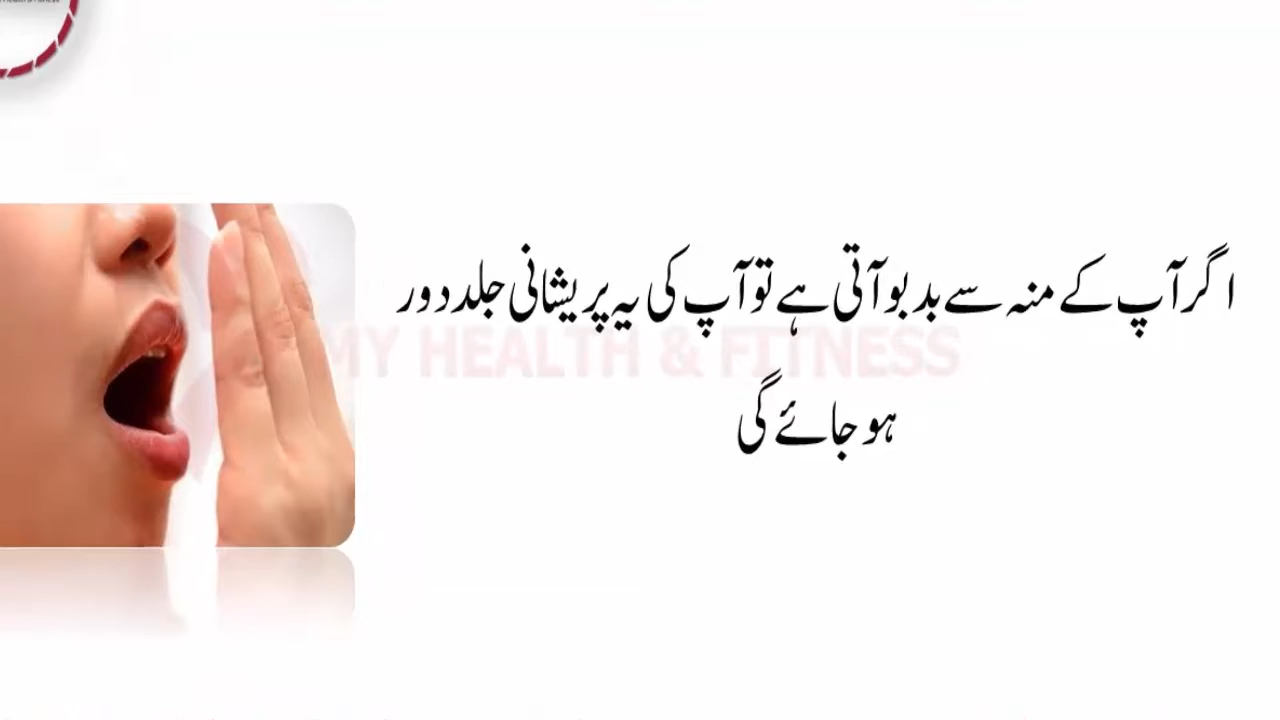 اگر آپ کے منہ سے بدبو آتی ہے تو آپ کی یہ پریشانی جلد دور
MY HEALTH & FITNESS
ہو جائے گی